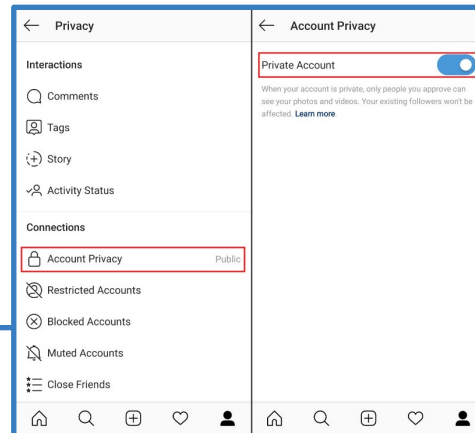 Privacy
Interactions
Comments
Tags
Story
Activity Status
Connections
Account Privacy Public
Restricted Accounts
Blocked Accounts
Muted Accounts
Close Friends
Account Privacy
Private Account
When your account is private, only people you approve can
see your photos and videos. Your existing followers won't be
affected. Learn more.